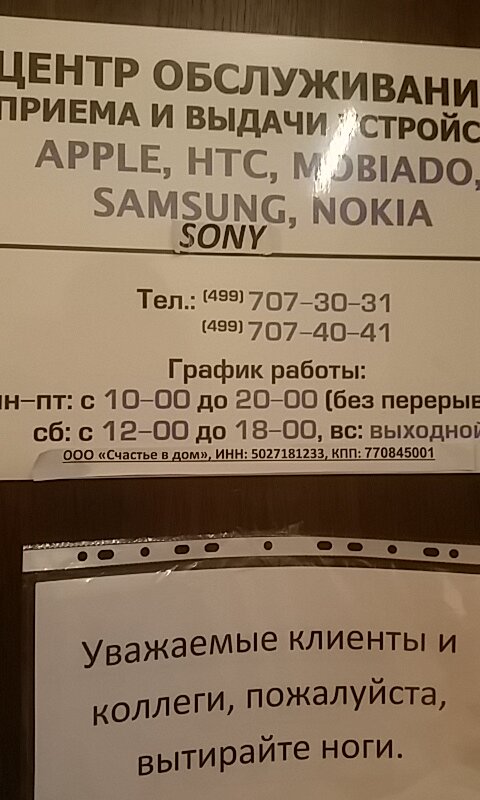 ЦЕНТР ОБСЛУЖИВАНИ
ПРИЕМА И ВЫДАЧИ УСТРОЙС
APPLE, HTC, MOBIADO,
SAMSUNG, NOKIA
SONY
Тел.: (499) 707-30-31
(499) 707-40-41
График работы:
пн-пт: с 10-00 до 20-00 (без перерыв
сб: с 12-00 до 18-00, вс: выходной
ООО «Счастье в дом», ИНН: 5027181233, КПП: 770845001
Уважаемые клиенты и
коллеги, пожалуйста,
вытирайте ноги.